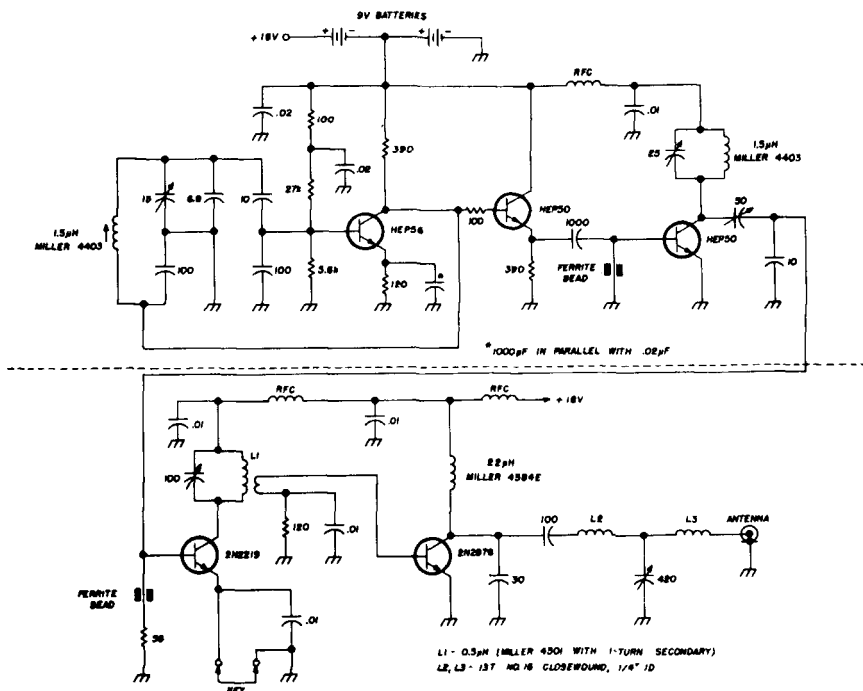 9V BATTERIES
+18V
+
-
+
-
RFC
.02
100
.01
390
1.5µH
MILLER 4403
25
.02
27k
15
6.8
10
HEP56
100
HEP50
50
1.5µH
MILLER 4403
1000
HEP50
100
100
3.6k
120
*
390
FERRITE
BEAD
10
*1000pF IN PARALLEL WITH .02µF
RFC
RFC
+18V
.01
.01
L1
22µH
MILLER 4584E
100
120
.01
100
L2
L3
ANTENNA
2N2219
2N2876
30
420
FERRITE
BEAD
.01
56
KEY
L1 - 0.5µH (MILLER 4501 WITH 1-TURN SECONDARY)
L2, L3 - 13T NO. 16 CLOSEWOUND, 1/4" ID